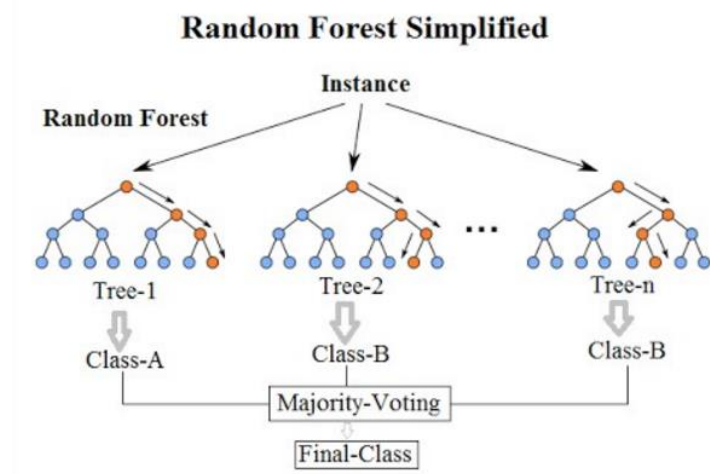 Random Forest Simplified
Instance
Random Forest
...
Tree-1
Tree-2
Tree-n
Class-A
Class-B
Class-B
Majority-Voting
Final-Class